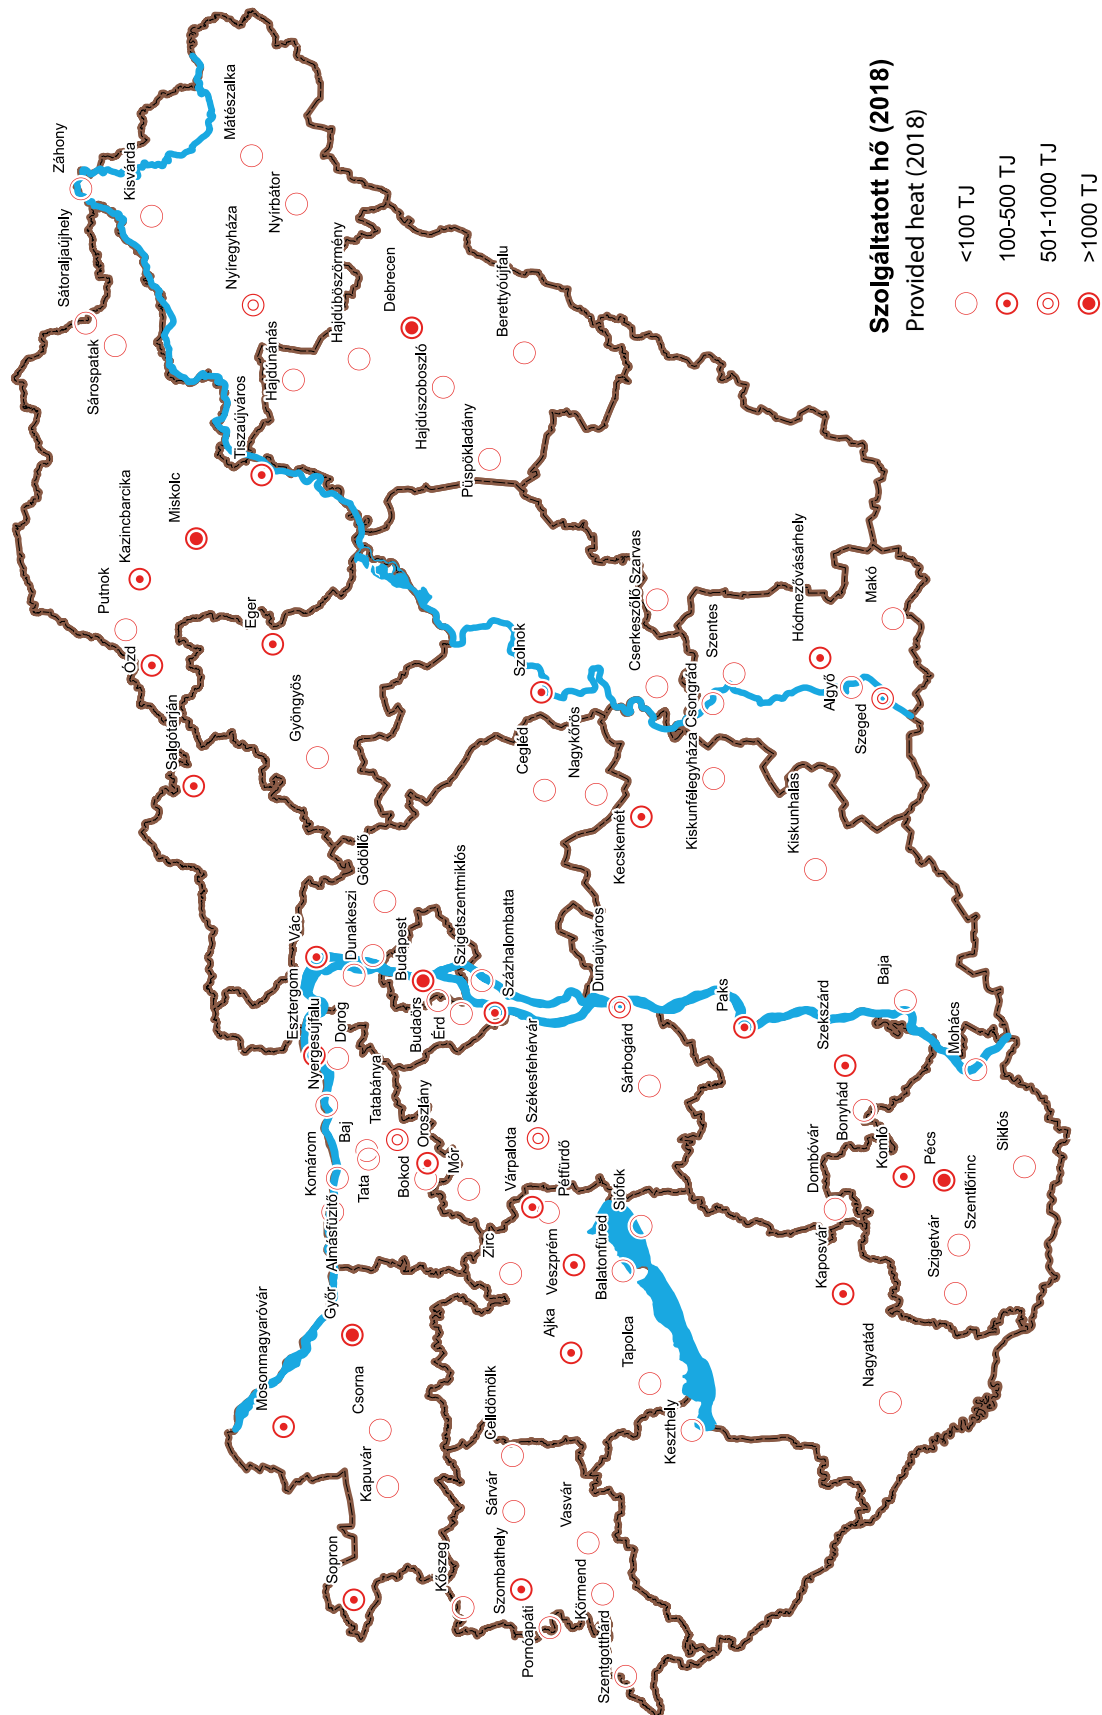 Záhony
Sátoraljaújhely
Kisvárda
Mátészalka
Sárospatak
Nyíregyháza
Nyírbátor
Putnok
Kazincbarcika
Miskolc
Tiszaújváros
Hajdúnánás
Hajdúböszörmény
Debrecen
Hajdúszoboszló
Berettyóújfalu
Püspökladány
Ózd
Eger
Salgótarján
Gyöngyös
Szolnok
Cegléd
Nagykőrös
Kecskemét
Cserkeszőlő
Szarvas
Csongrád
Szentes
Kiskunfélegyháza
Kiskunhalas
Hódmezővásárhely
Makó
Algyő
Szeged
Vác
Gödöllő
Dunakeszi
Budapest
Szigetszentmiklós
Százhalombatta
Budaörs
Érd
Esztergom
Nyergesújfalu
Dorog
Tatabánya
Baj
Tata
Komárom
Almásfüzitő
Bokod
Oroszlány
Mór
Győr
Mosonmagyaróvár
Csorna
Kapuvár
Sopron
Dunaújváros
Székesfehérvár
Sárbogárd
Várpalota
Pétfürdő
Zirc
Veszprém
Ajka
Balatonfüred
Siófok
Tapolca
Keszthely
Celldömölk
Sárvár
Vasvár
Kőszeg
Szombathely
Pornóapáti
Körmend
Szentgotthárd
Paks
Szekszárd
Baja
Mohács
Bonyhád
Dombóvár
Komló
Pécs
Siklós
Szentlőrinc
Szigetvár
Kaposvár
Nagyatád
Szolgáltatott hő (2018)
Provided heat (2018)
<100 TJ
100-500 TJ
501-1000 TJ
>1000 TJ